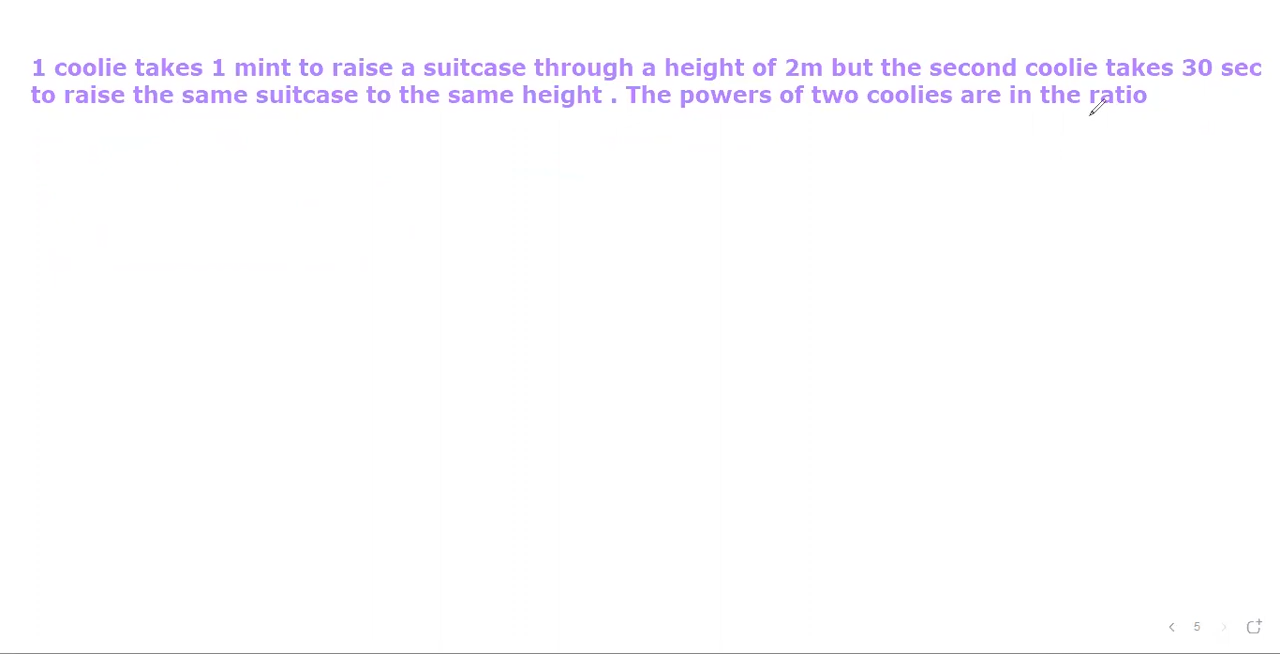 1 coolie takes 1 mint to raise a suitcase through a height of 2m but the second coolie takes 30 sec
to raise the same suitcase to the same height . The powers of two coolies are in the ratio
5